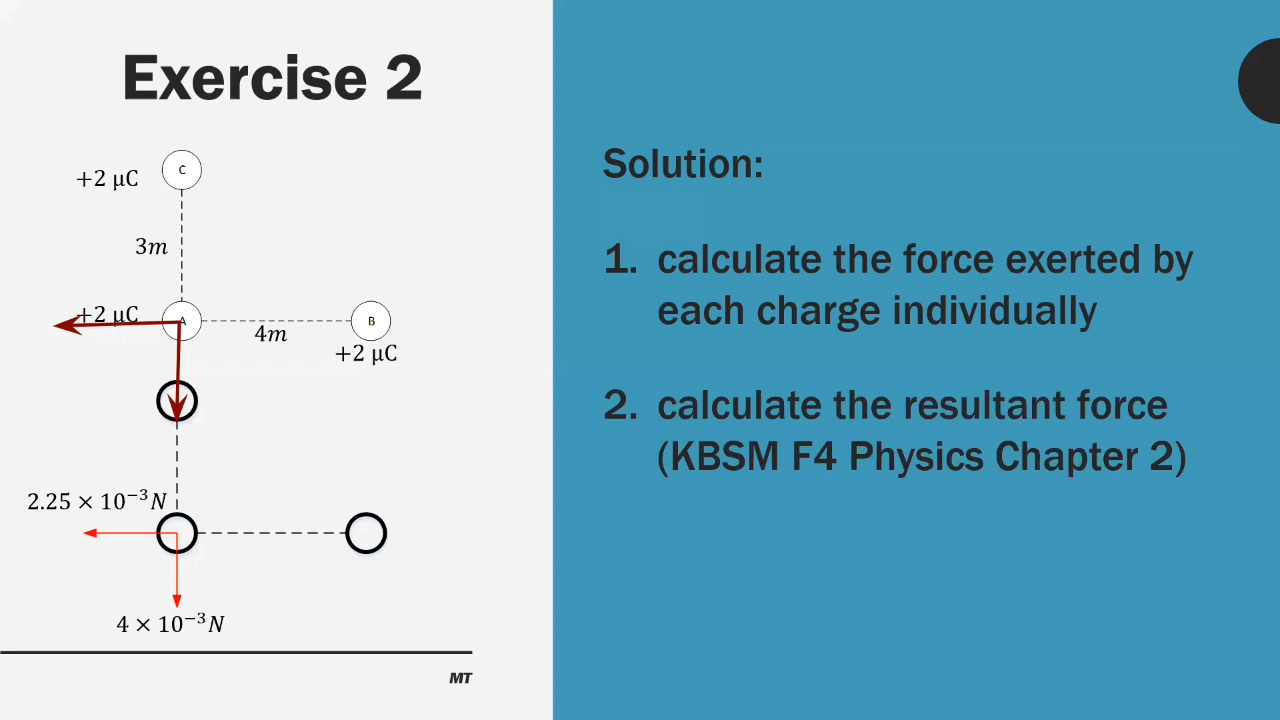 Exercise 2
+2 μC
C
3m
+2 μC
A
4m
B
+2 μC
2.25 × 10⁻³N
4 × 10⁻³N
MT
Solution:
1. calculate the force exerted by
each charge individually
2. calculate the resultant force
(KBSM F4 Physics Chapter 2)